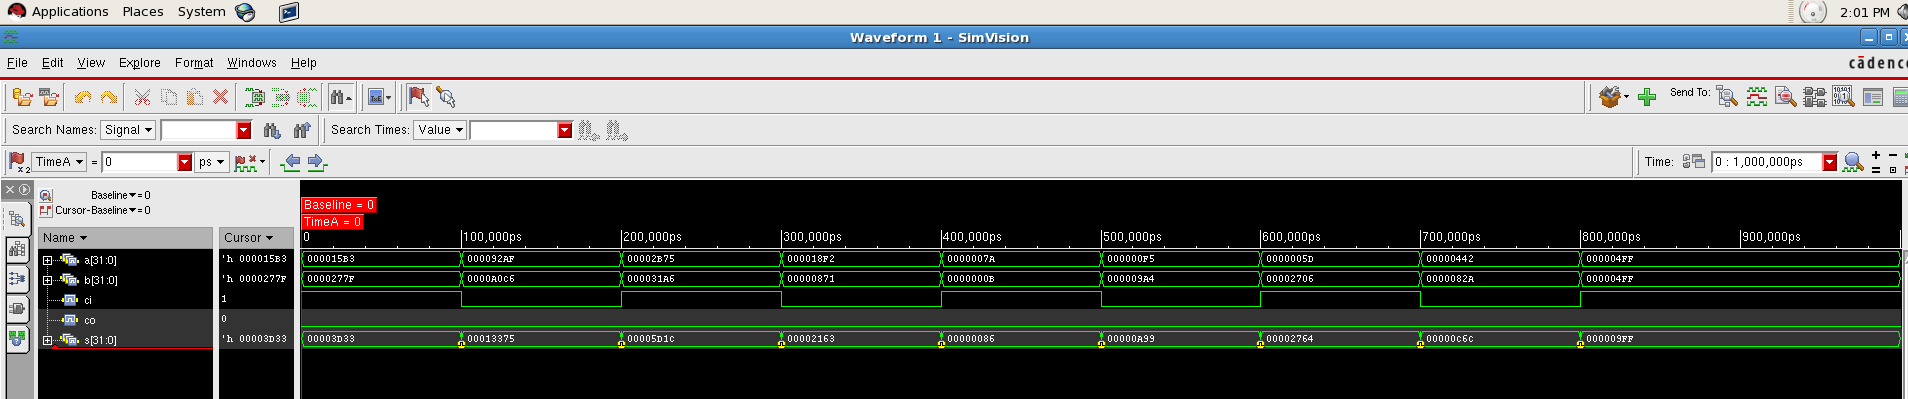 Applications Places System 2:01 PM
Waveform 1 - SimVision
File Edit View Explore Format Windows Help
cādence
Send To:
Search Names: Signal Search Times: Value
x2 TimeA = 0 ps Time: 0 : 1,000,000ps
Baseline = 0
Cursor-Baseline = 0
Baseline = 0
TimeA = 0
Name Cursor 0 100,000ps 200,000ps 300,000ps 400,000ps 500,000ps 600,000ps 700,000ps 800,000ps 900,000ps
a[31:0] 'h 000015B3 000015B3 000092AF 00002B75 000018F2 0000007A 000000F5 0000005D 00000442 000004FF
b[31:0] 'h 0000277F 0000277F 0000A0C6 000031A6 00000871 0000000B 000009A4 00002706 0000082A 000004FF
ci 1
co 0
s[31:0] 'h 00003D33 00003D33 00013375 00005D1C 00002163 00000086 00000A99 00002764 00000C6C 000009FF